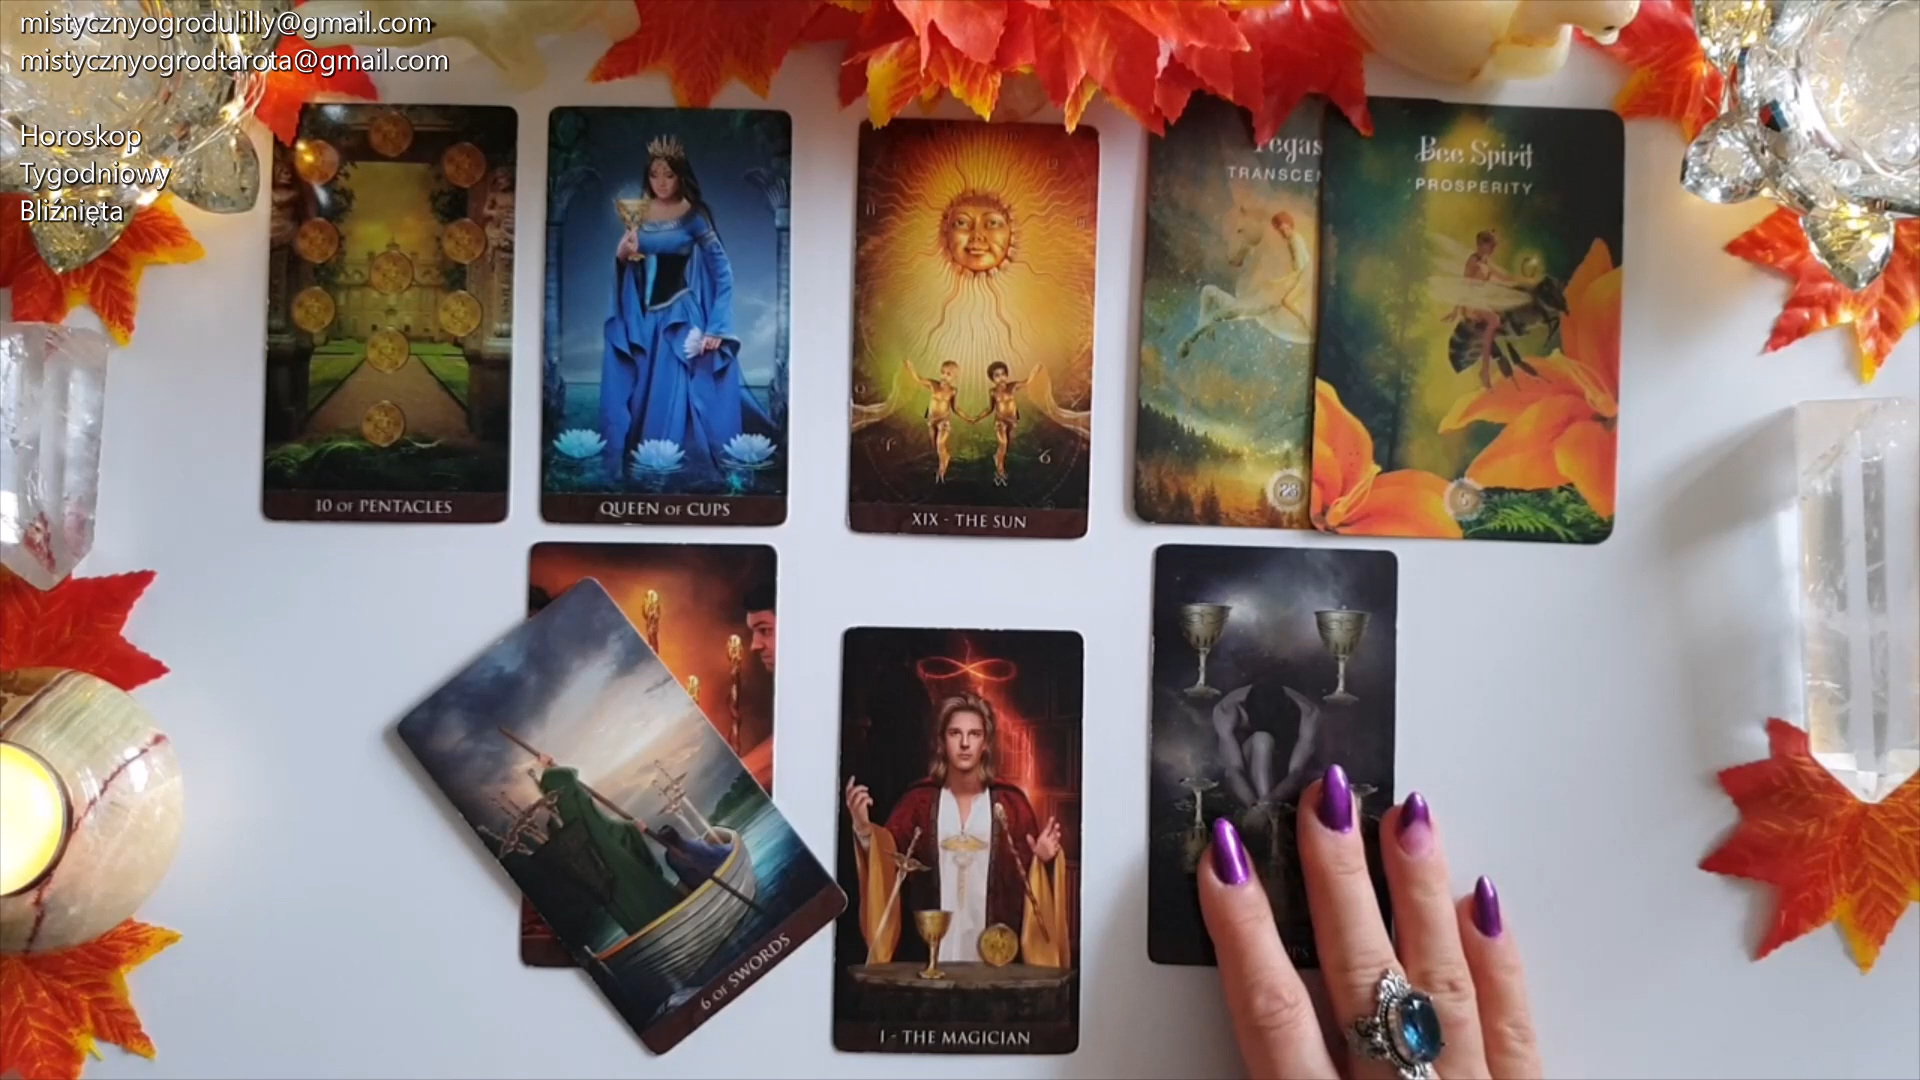 mistycznyogrodulilly@gmail.com
mistycznyogrodtarota@gmail.com
Horoskop
Tygodniowy
Bliźnięta
Bee Spirit
TRANSCEN
PROSPERITY
28
10 OF PENTACLES
QUEEN OF CUPS
XIX - THE SUN
6 OF SWORDS
I - THE MAGICIAN